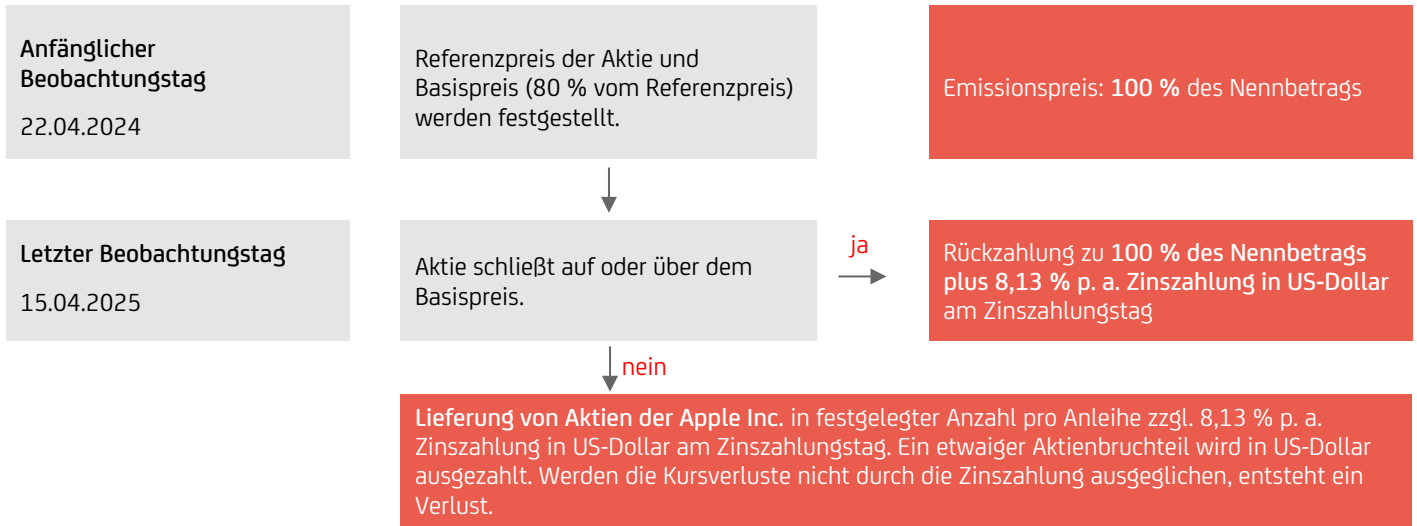 Anfänglicher
Beobachtungstag
22.04.2024
Referenzpreis der Aktie und
Basispreis (80 % vom Referenzpreis)
werden festgestellt.
Emissionspreis: 100 % des Nennbetrags
Letzter Beobachtungstag
15.04.2025
Aktie schließt auf oder über dem
Basispreis.
ja
Rückzahlung zu 100 % des Nennbetrags
plus 8,13 % p. a. Zinszahlung in US-Dollar
am Zinszahlungstag
nein
Lieferung von Aktien der Apple Inc. in festgelegter Anzahl pro Anleihe zzgl. 8,13 % p. a.
Zinszahlung in US-Dollar am Zinszahlungstag. Ein etwaiger Aktienbruchteil wird in US-Dollar
ausgezahlt. Werden die Kursverluste nicht durch die Zinszahlung ausgeglichen, entsteht ein
Verlust.